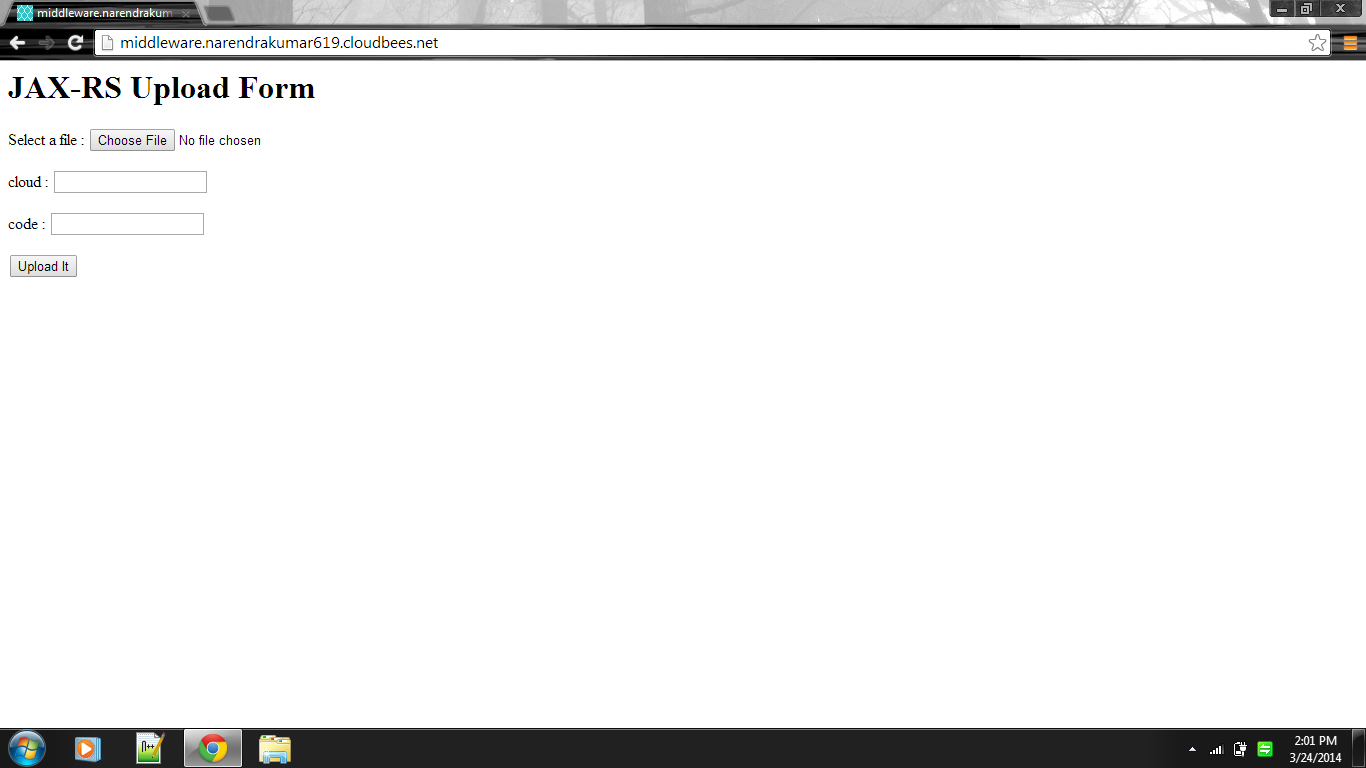 middleware.narendrakum
middleware.narendrakumar619.cloudbees.net
JAX-RS Upload Form
Select a file : Choose File No file chosen
cloud :
code :
Upload It
2:01 PM
3/24/2014